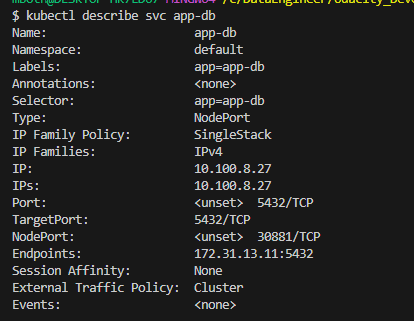 $ kubectl describe svc app-db
Name:                     app-db
Namespace:                default
Labels:                   app=app-db
Annotations:              <none>
Selector:                 app=app-db
Type:                     NodePort
IP Family Policy:         SingleStack
IP Families:              IPv4
IP:                       10.100.8.27
IPs:                      10.100.8.27
Port:                     <unset>  5432/TCP
TargetPort:               5432/TCP
NodePort:                 <unset>  30881/TCP
Endpoints:                172.31.13.11:5432
Session Affinity:         None
External Traffic Policy:  Cluster
Events:                   <none>